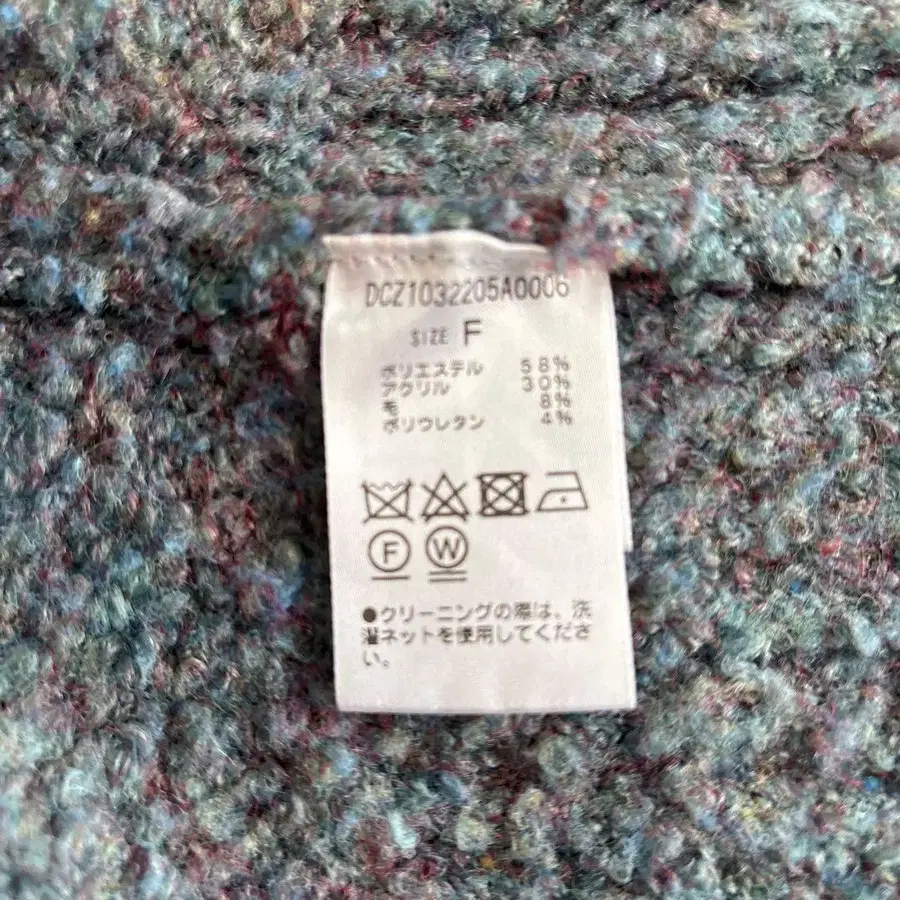 DCZ1032205A0006
SIZE F
ポリエステル 58%
アクリル 30%
毛 8%
ポリウレタン 4%
F W
●クリーニングの際は、洗
濯ネットを使用してくださ
い。